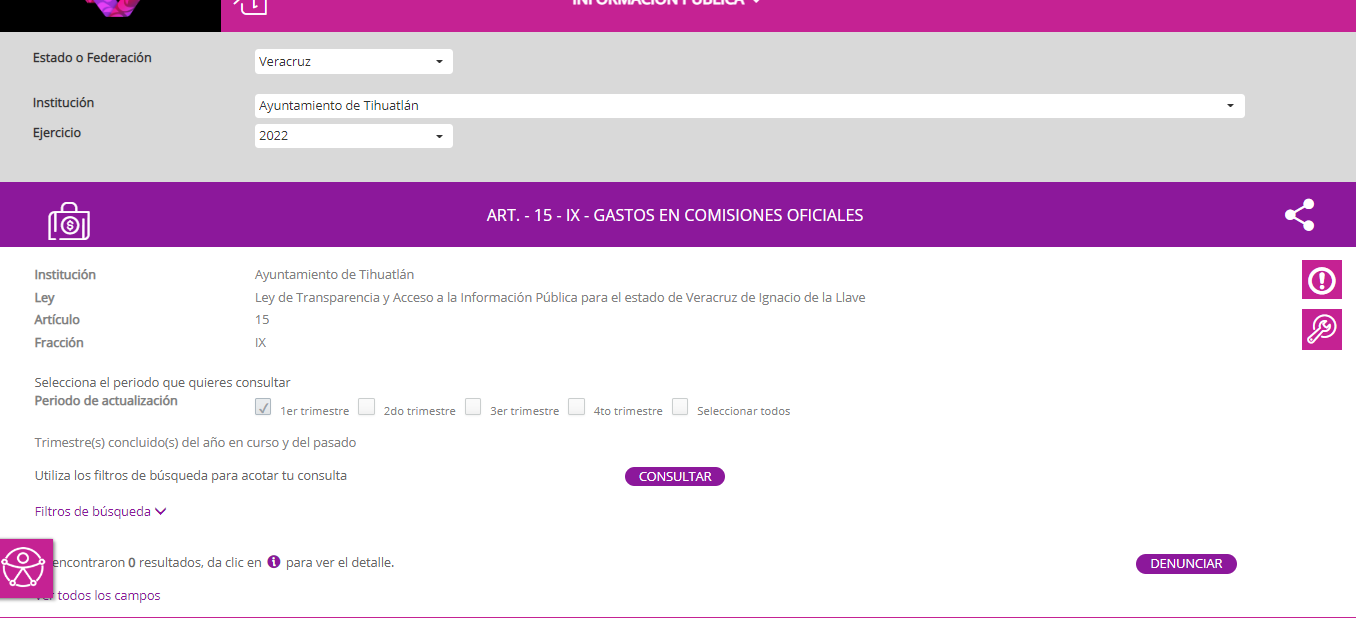 INFORMACIÓN PÚBLICA
Estado o Federación
Veracruz
Institución
Ayuntamiento de Tihuatlán
Ejercicio
2022
ART. - 15 - IX - GASTOS EN COMISIONES OFICIALES
Institución
Ayuntamiento de Tihuatlán
Ley
Ley de Transparencia y Acceso a la Información Pública para el estado de Veracruz de Ignacio de la Llave
Artículo
15
Fracción
IX
Selecciona el periodo que quieres consultar
Periodo de actualización
1er trimestre 2do trimestre 3er trimestre 4to trimestre Seleccionar todos
Trimestre(s) concluido(s) del año en curso y del pasado
Utiliza los filtros de búsqueda para acotar tu consulta
CONSULTAR
Filtros de búsqueda
encontraron 0 resultados, da clic en para ver el detalle.
DENUNCIAR
Ver todos los campos